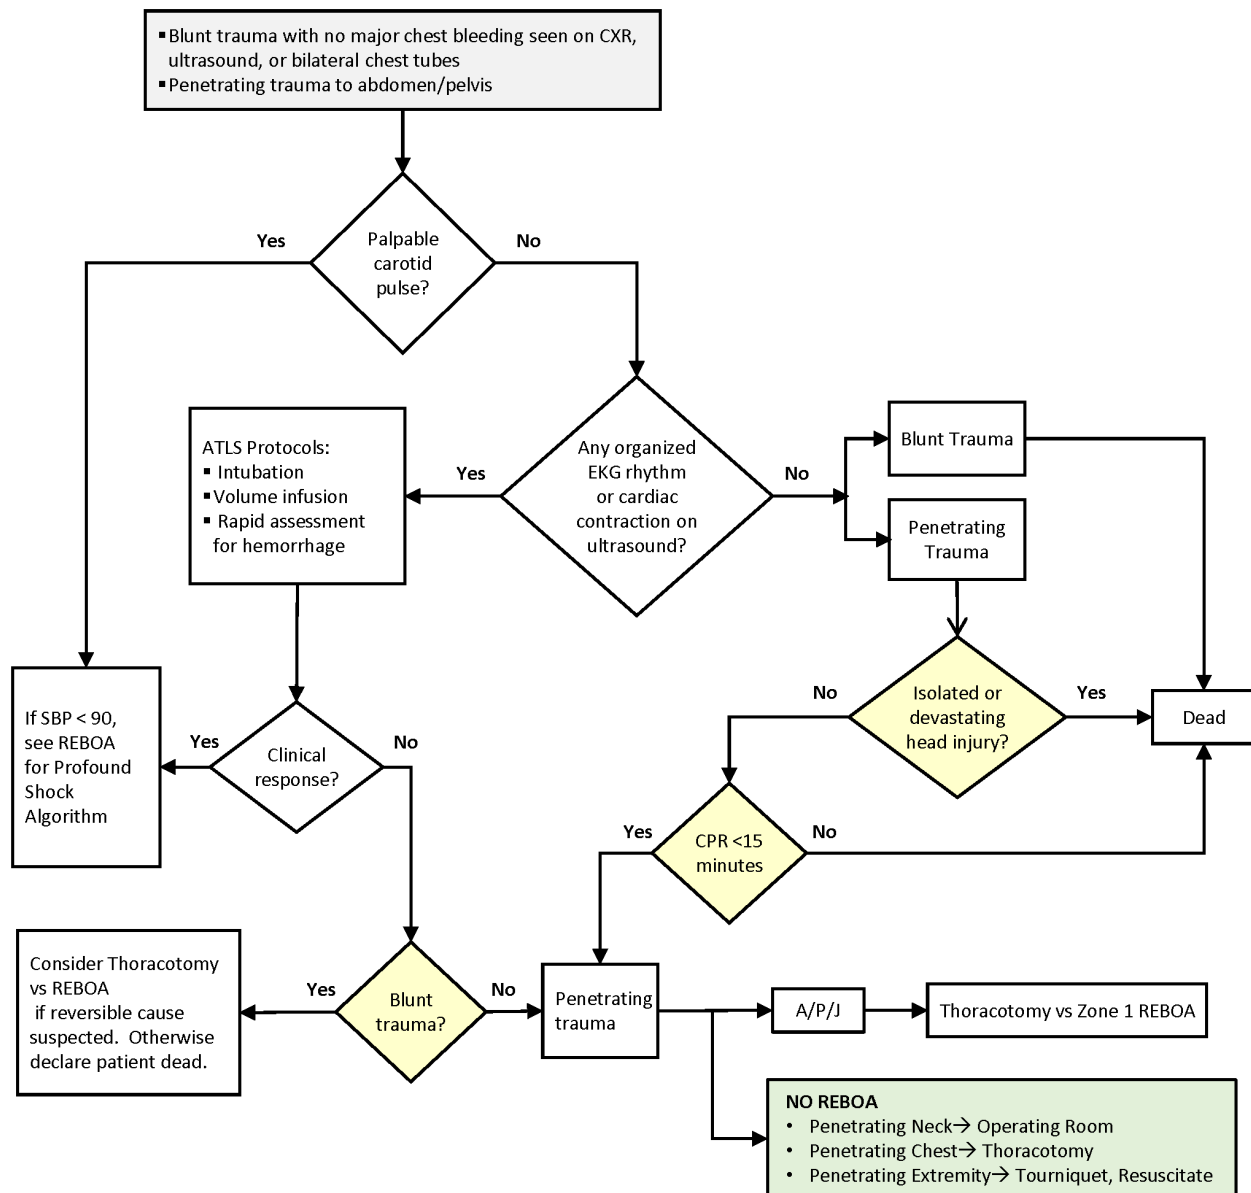 ▪Blunt trauma with no major chest bleeding seen on CXR,
ultrasound, or bilateral chest tubes
▪Penetrating trauma to abdomen/pelvis
Yes
No
Palpable
carotid
pulse?
ATLS Protocols:
▪ Intubation
▪Volume infusion
▪ Rapid assessment
for hemorrhage
Yes
Any organized
EKG rhythm
or cardiac
contraction on
ultrasound?
No
Blunt Trauma
Penetrating
Trauma
If SBP < 90,
see REBOA
for Profound
Shock
Algorithm
Yes
Clinical
response?
No
No
Isolated or
devastating
head injury?
Yes
Dead
Yes
CPR <15
minutes
No
Consider Thoracotomy
vs REBOA
if reversible cause
suspected. Otherwise
declare patient dead.
Yes
Blunt
trauma?
No
Penetrating
trauma
A/P/J
Thoracotomy vs Zone 1 REBOA
NO REBOA
• Penetrating Neck→ Operating Room
• Penetrating Chest→ Thoracotomy
• Penetrating Extremity→ Tourniquet, Resuscitate